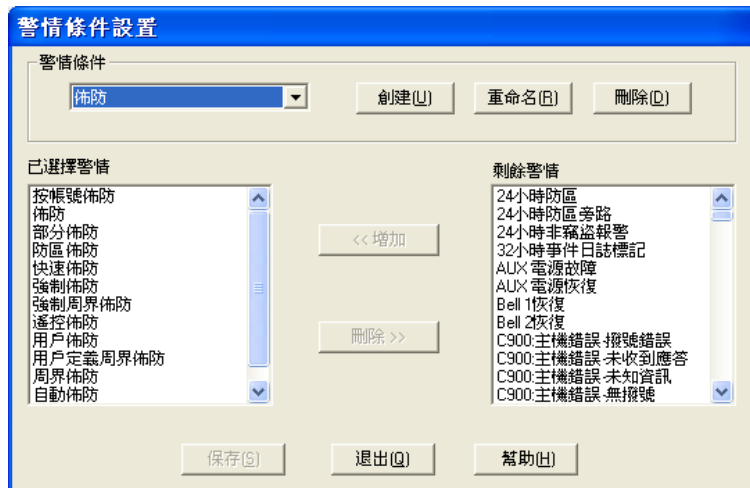 警情條件設置
警情條件
佈防
創建(U)
重命名(R)
刪除(D)
已選擇警情
按帳號佈防
佈防
部分佈防
防區佈防
快速佈防
強制佈防
強制周界佈防
遙控佈防
用戶佈防
用戶定義周界佈防
周界佈防
自動佈防
<< 增加
刪除 >>
剩餘警情
24小時防區
24小時防區旁路
24小時非竊盜報警
32小時事件日誌標記
AUX 電源故障
AUX 電源恢復
Bell 1恢復
Bell 2恢復
C900:主機錯誤-撥號錯誤
C900:主機錯誤-未收到應答
C900:主機錯誤-未知資訊
C900:主機錯誤-無撥號
保存(S)
退出(Q)
幫助(H)